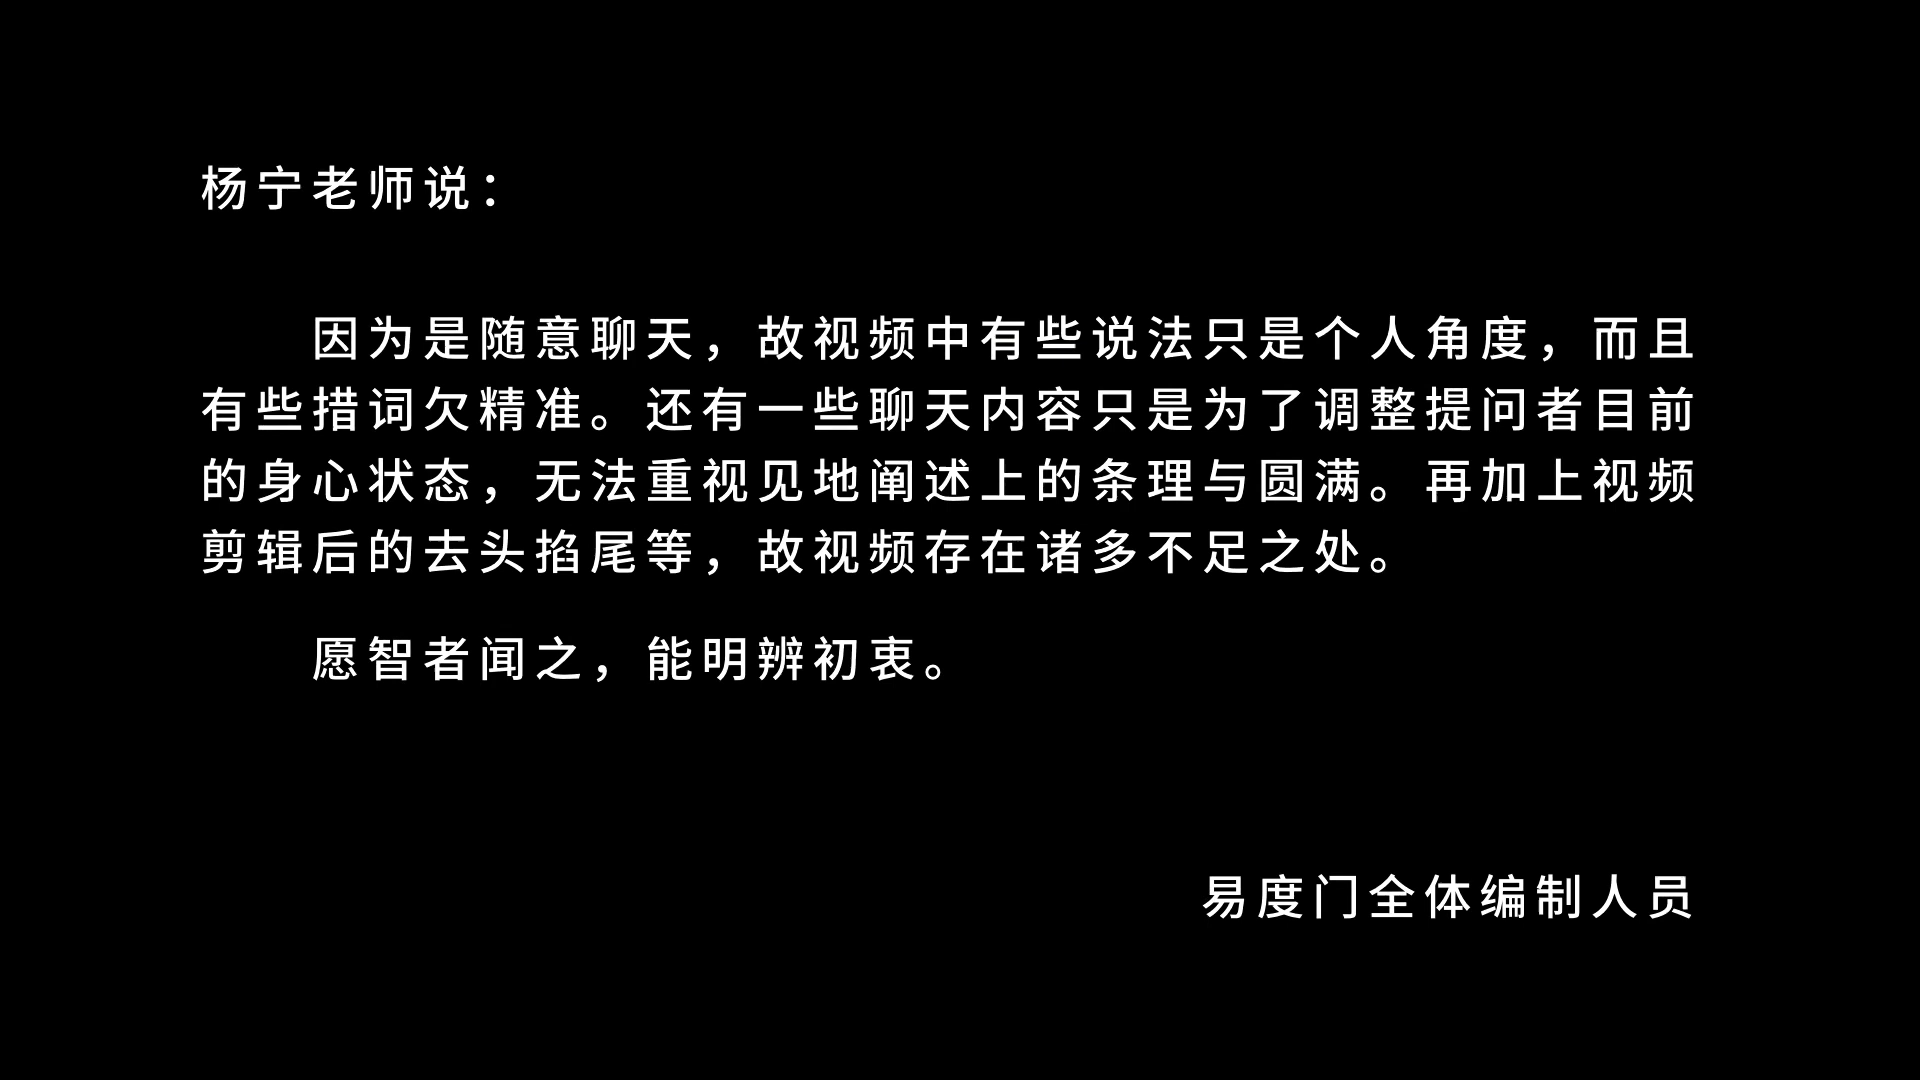 杨宁老师说：
因为是随意聊天，故视频中有些说法只是个人角度，而且
有些措词欠精准。还有一些聊天内容只是为了调整提问者目前
的身心状态，无法重视见地阐述上的条理与圆满。再加上视频
剪辑后的去头掐尾等，故视频存在诸多不足之处。
愿智者闻之，能明辨初衷。
易度门全体编制人员